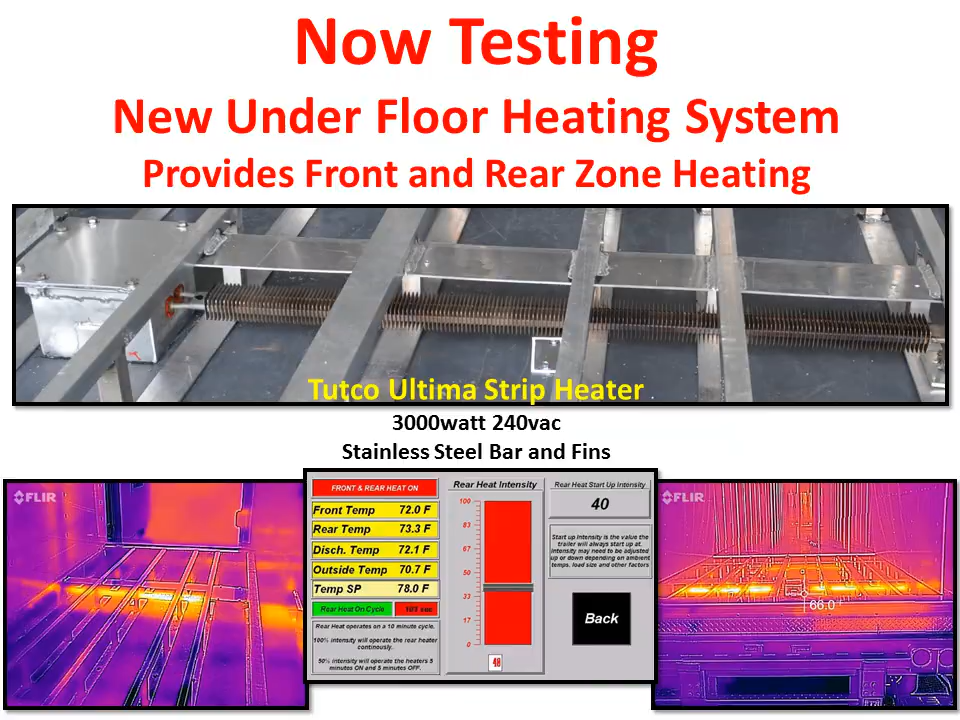 Now Testing
New Under Floor Heating System
Provides Front and Rear Zone Heating
Tutco Ultima Strip Heater
3000watt 240vac
Stainless Steel Bar and Fins
FLIR
FRONT & REAR HEAT ON
Front Temp 72.0 F
Rear Temp 73.3 F
Disch. Temp 72.1 F
Outside Temp 70.7 F
Temp SP 78.0 F
Rear Heat On Cycle 103 sec
Rear Heat operates on a 10 minute cycle.
100% intensity will operate the rear heater
continously.
50% intensity will operate the heaters 5
minutes ON and 5 minutes OFF.
Rear Heat Intensity
100
83
67
50
33
17
0
40
Rear Heat Start Up Intensity
40
Start up Intensity is the value the
trailer will always start up at.
Intensity may need to be adjusted
up or down depending on ambient
temps, load size and other factors
Back
FLIR
66.0